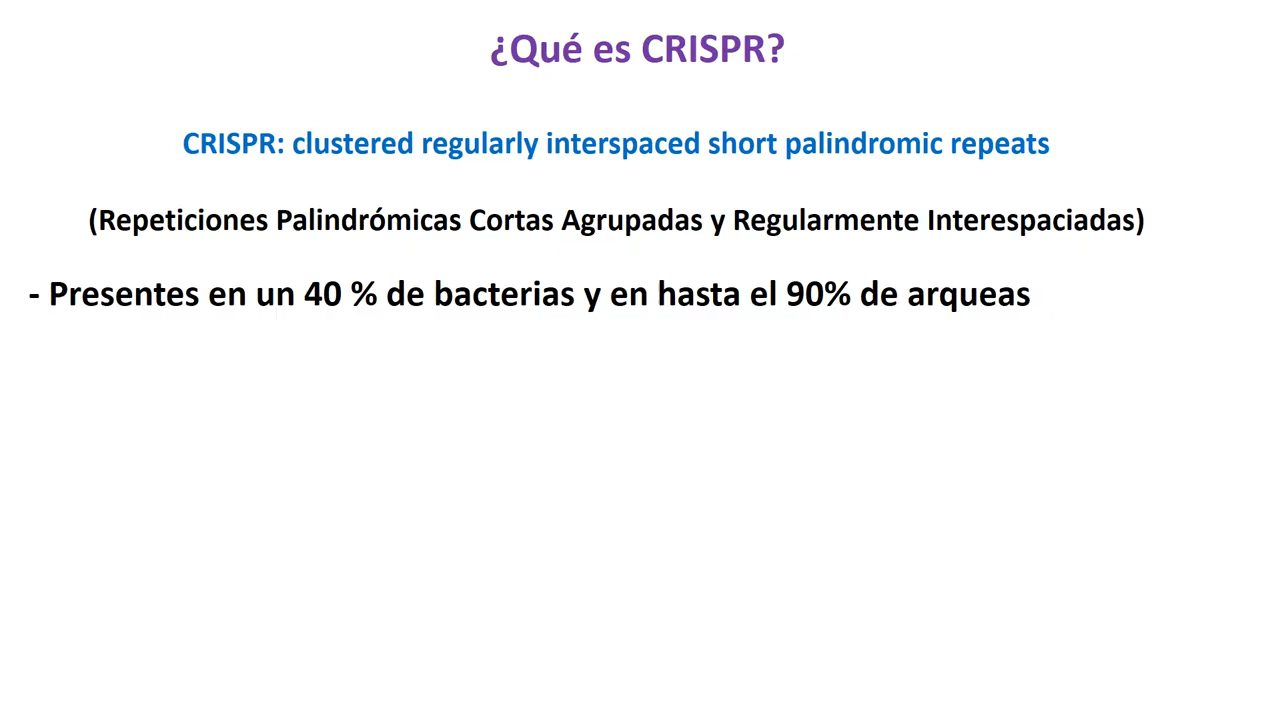 ¿Qué es CRISPR?
CRISPR: clustered regularly interspaced short palindromic repeats
(Repeticiones Palindrómicas Cortas Agrupadas y Regularmente Interespaciadas)
- Presentes en un 40 % de bacterias y en hasta el 90% de arqueas